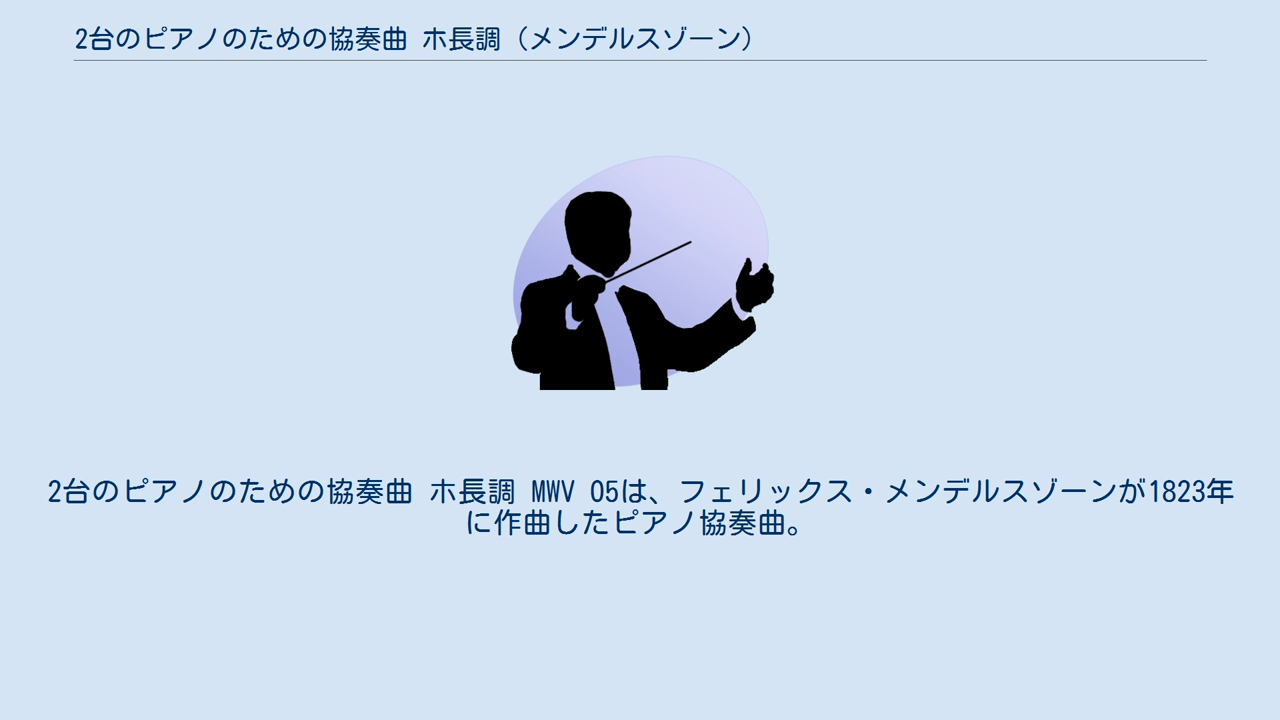 2台のピアノのための協奏曲 ホ長調（メンデルスゾーン）
2台のピアノのための協奏曲 ホ長調 MWV O5は、フェリックス・メンデルスゾーンが1823年
に作曲したピアノ協奏曲。